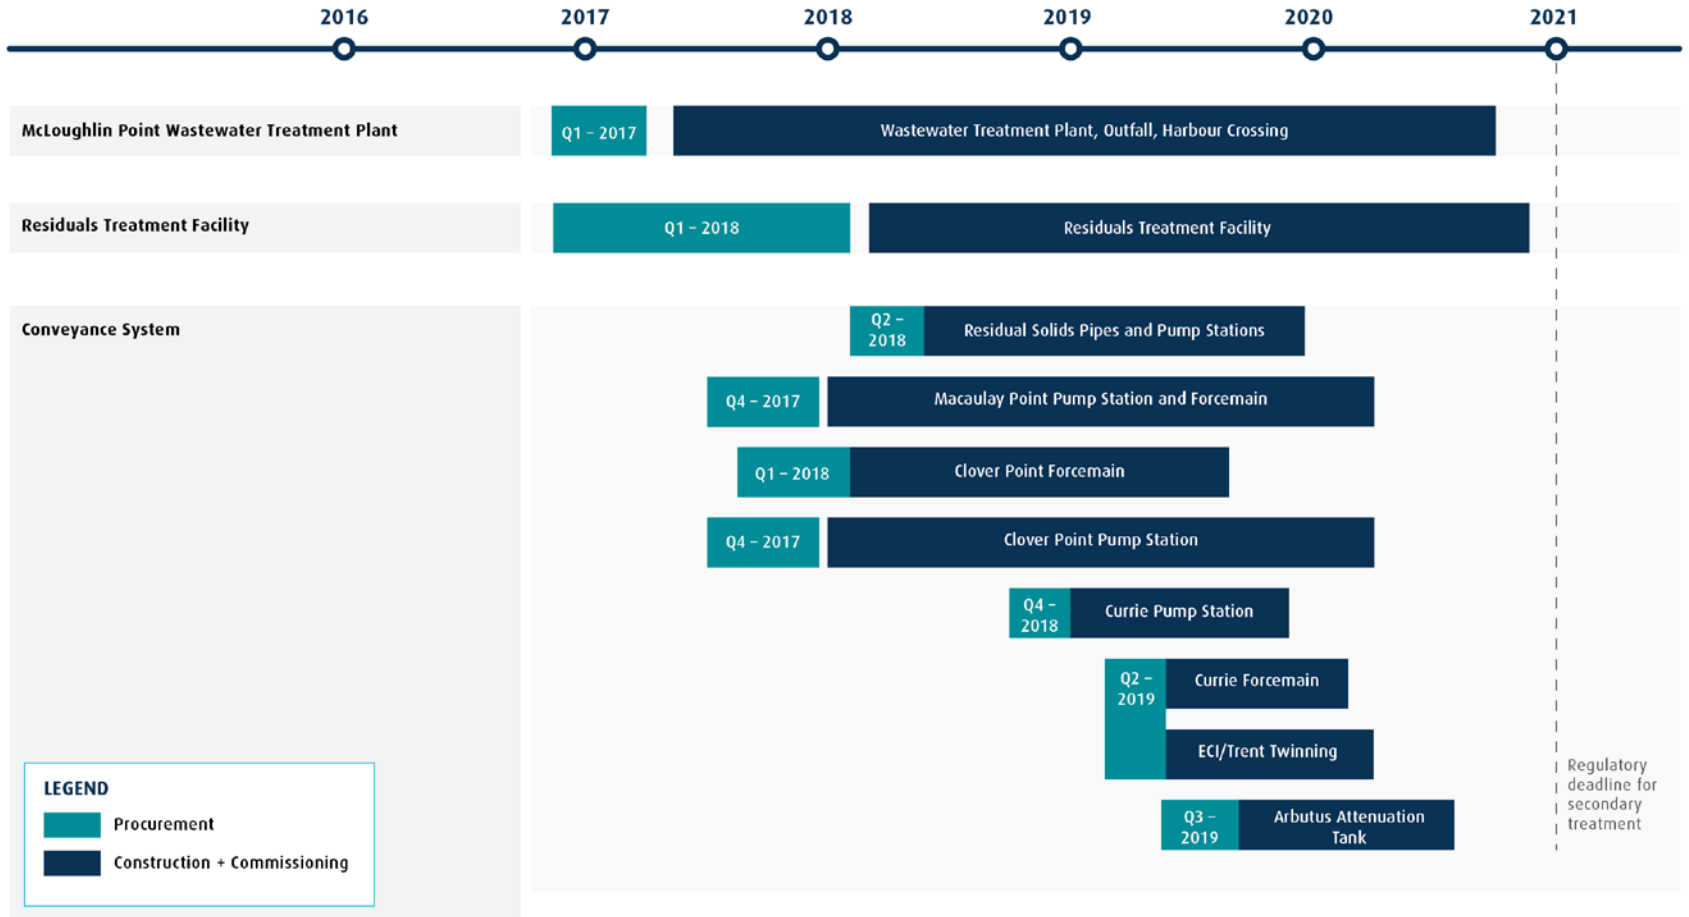 2016 2017 2018 2019 2020 2021
McLoughlin Point Wastewater Treatment Plant
Q1 – 2017
Wastewater Treatment Plant, Outfall, Harbour Crossing
Residuals Treatment Facility
Q1 – 2018
Residuals Treatment Facility
Conveyance System
Q2 –
2018
Residual Solids Pipes and Pump Stations
Q4 – 2017
Macaulay Point Pump Station and Forcemain
Q1 – 2018
Clover Point Forcemain
Q4 – 2017
Clover Point Pump Station
Q4 –
2018
Currie Pump Station
Q2 –
2019
Currie Forcemain
ECI/Trent Twinning
Q3 –
2019
Arbutus Attenuation
Tank
Regulatory
deadline for
secondary
treatment
LEGEND
Procurement
Construction + Commissioning